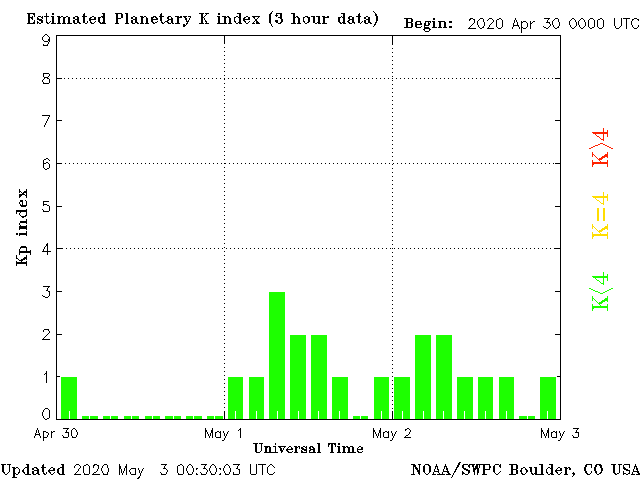 Estimated Planetary K index (3 hour data)
Begin: 2020 Apr 30 0000 UTC
9
8
7
6
5
4
3
2
1
0
Kp index
K>4
K=4
K<4
Apr 30
May 1
May 2
May 3
Universal Time
Updated 2020 May 3 00:30:03 UTC
NOAA/SWPC Boulder, CO USA